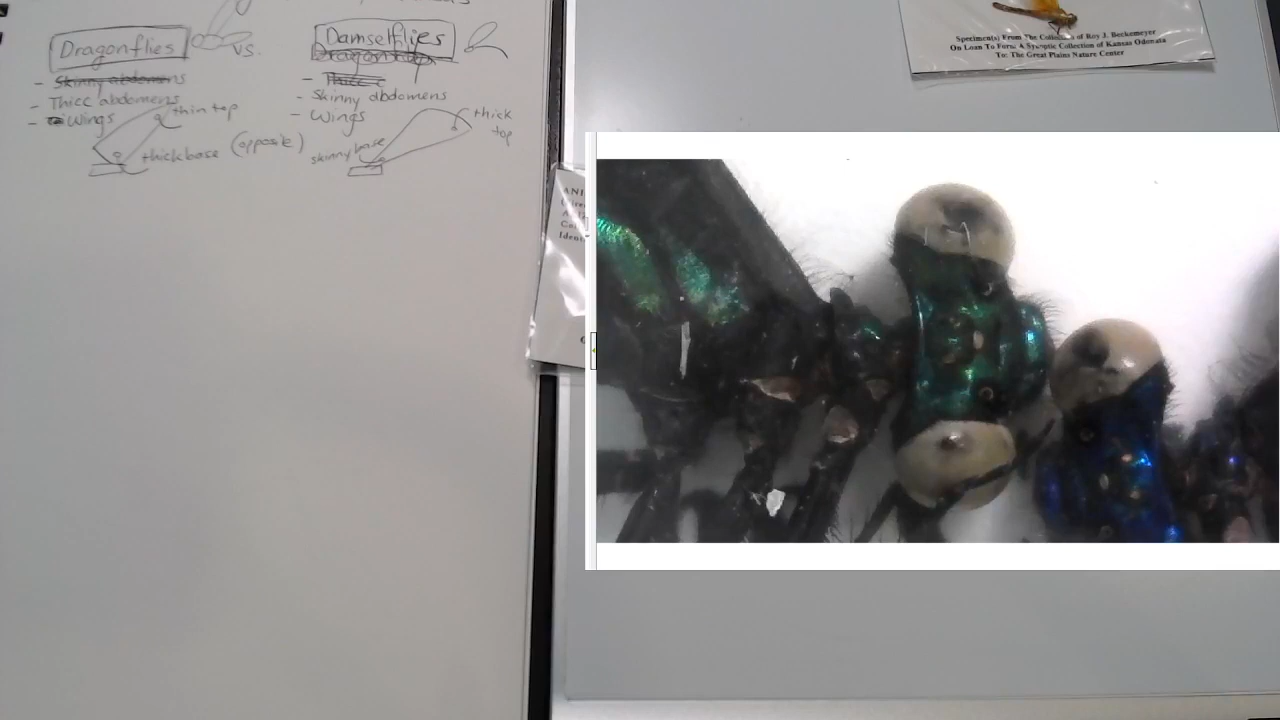 Dragonflies
vs.
Damselflies
- Skinny abdomens
- Thicc abdomens
- Wings
thin top
thick base (opposite)
- Thicc
- Skinny abdomens
- Wings
thick
top
skinny base
Specimen(s) From The Collection of Roy J. Beckemeyer
On Loan To Form A Synoptic Collection of Kansas Odonata
To: The Great Plains Nature Center
ANI
Iden